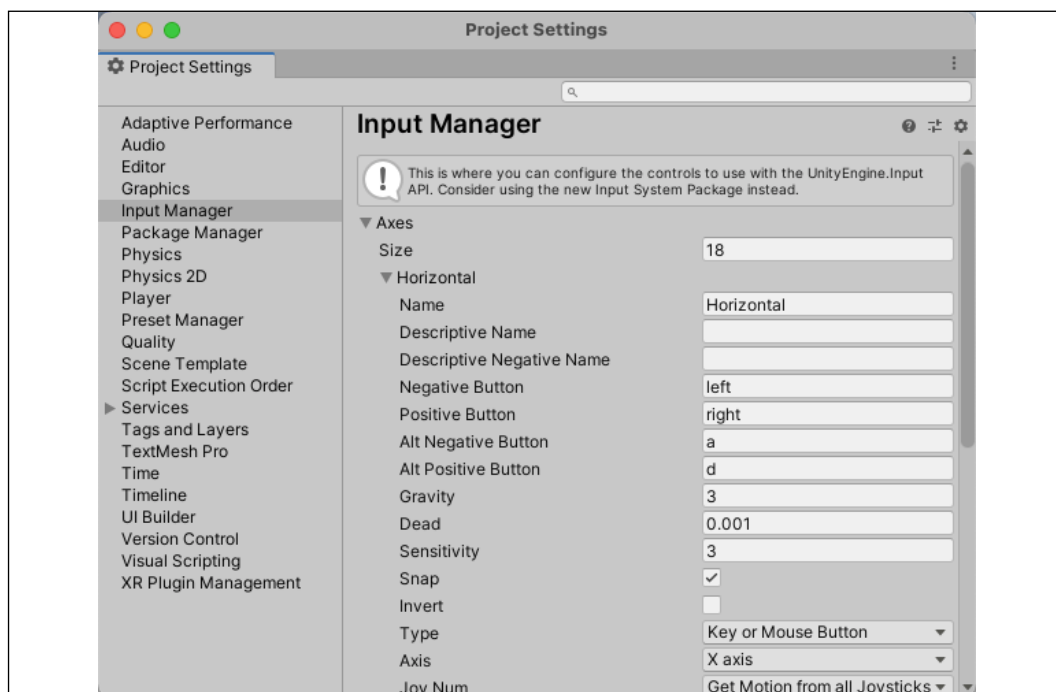 Project Settings
Project Settings
Adaptive Performance
Audio
Editor
Graphics
Input Manager
Package Manager
Physics
Physics 2D
Player
Preset Manager
Quality
Scene Template
Script Execution Order
Services
Tags and Layers
TextMesh Pro
Time
Timeline
UI Builder
Version Control
Visual Scripting
XR Plugin Management
Input Manager
This is where you can configure the controls to use with the UnityEngine.Input
API. Consider using the new Input System Package instead.
Axes
Size 18
Horizontal
Name Horizontal
Descriptive Name
Descriptive Negative Name
Negative Button left
Positive Button right
Alt Negative Button a
Alt Positive Button d
Gravity 3
Dead 0.001
Sensitivity 3
Snap
Invert
Type Key or Mouse Button
Axis X axis
Joy Num Get Motion from all Joysticks